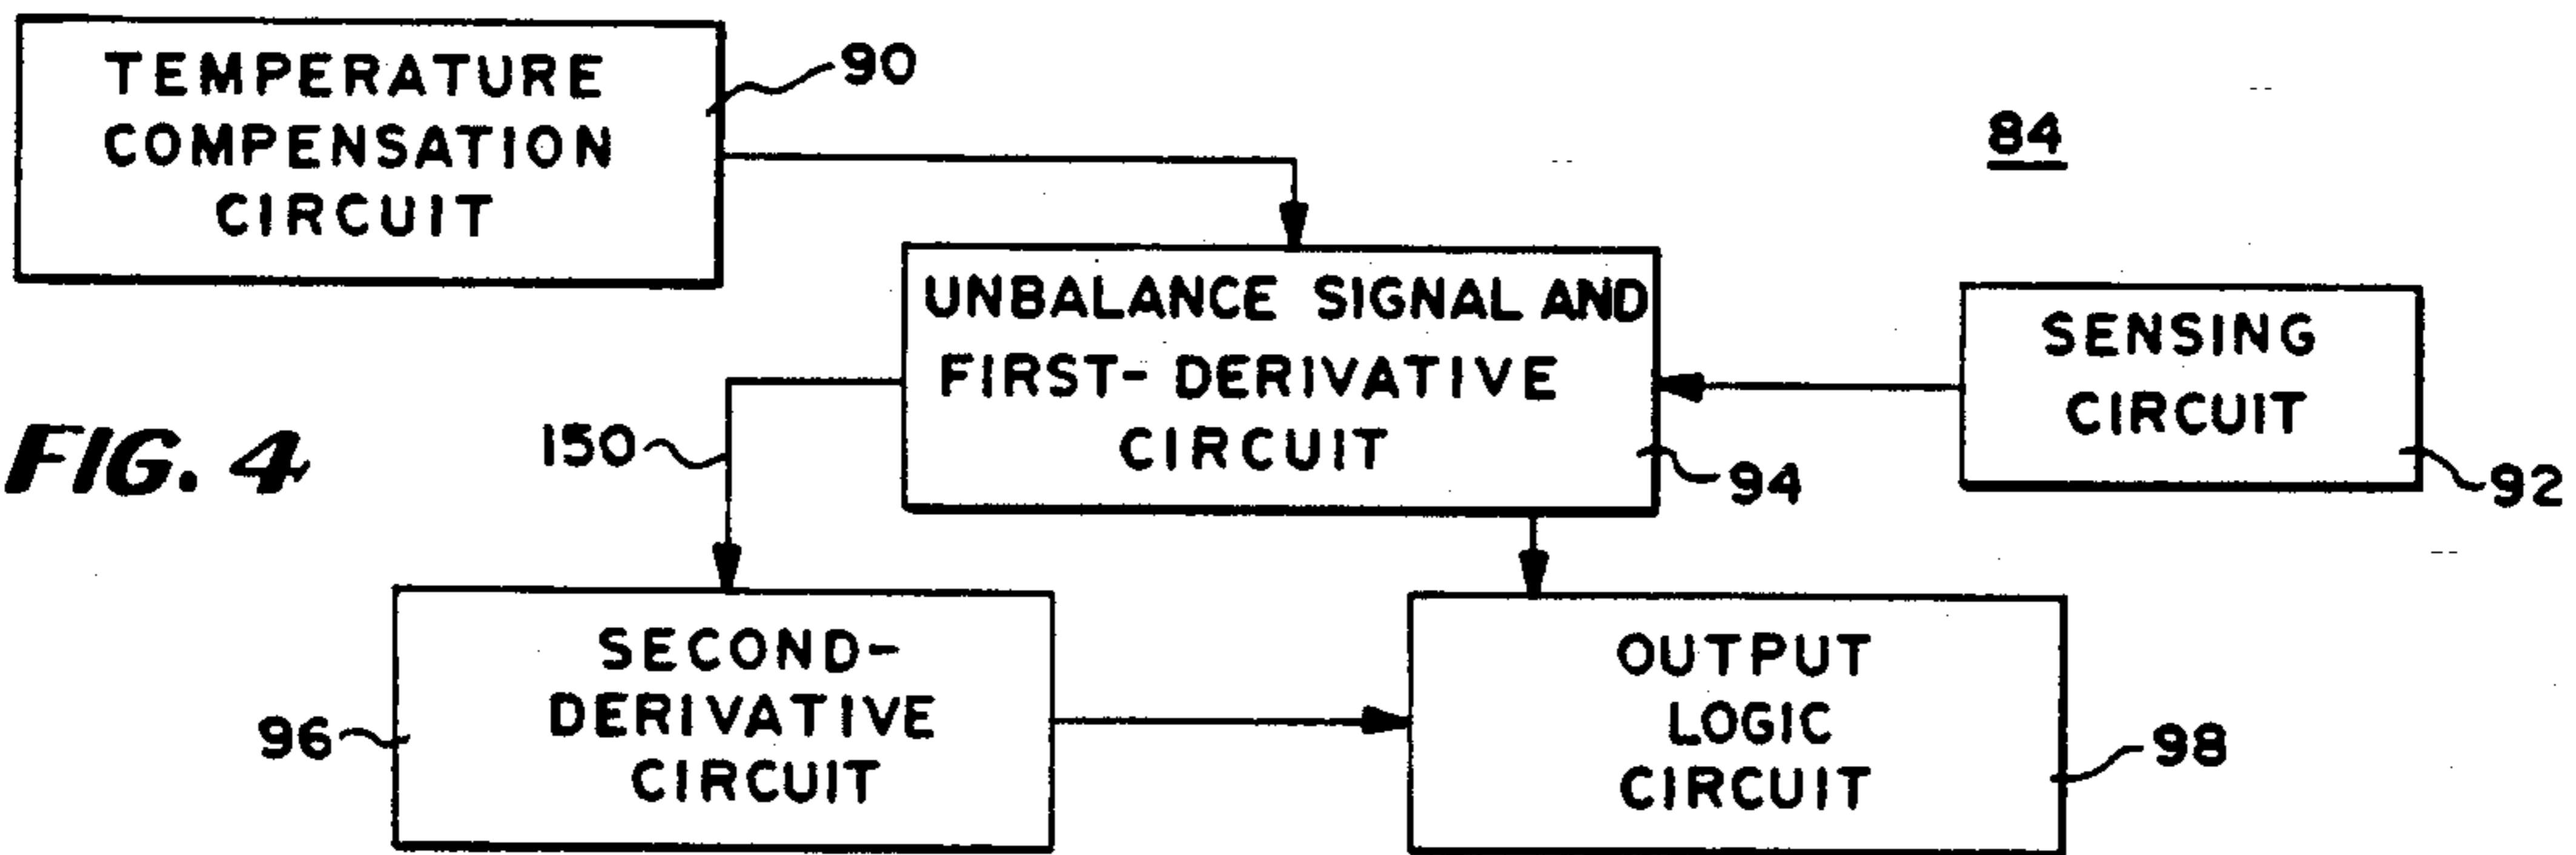 TEMPERATURE
COMPENSATION
CIRCUIT
90
84
UNBALANCE SIGNAL AND
FIRST- DERIVATIVE
CIRCUIT
94
SENSING
CIRCUIT
92
FIG. 4
150
SECOND-
DERIVATIVE
CIRCUIT
96
OUTPUT
LOGIC
CIRCUIT
98